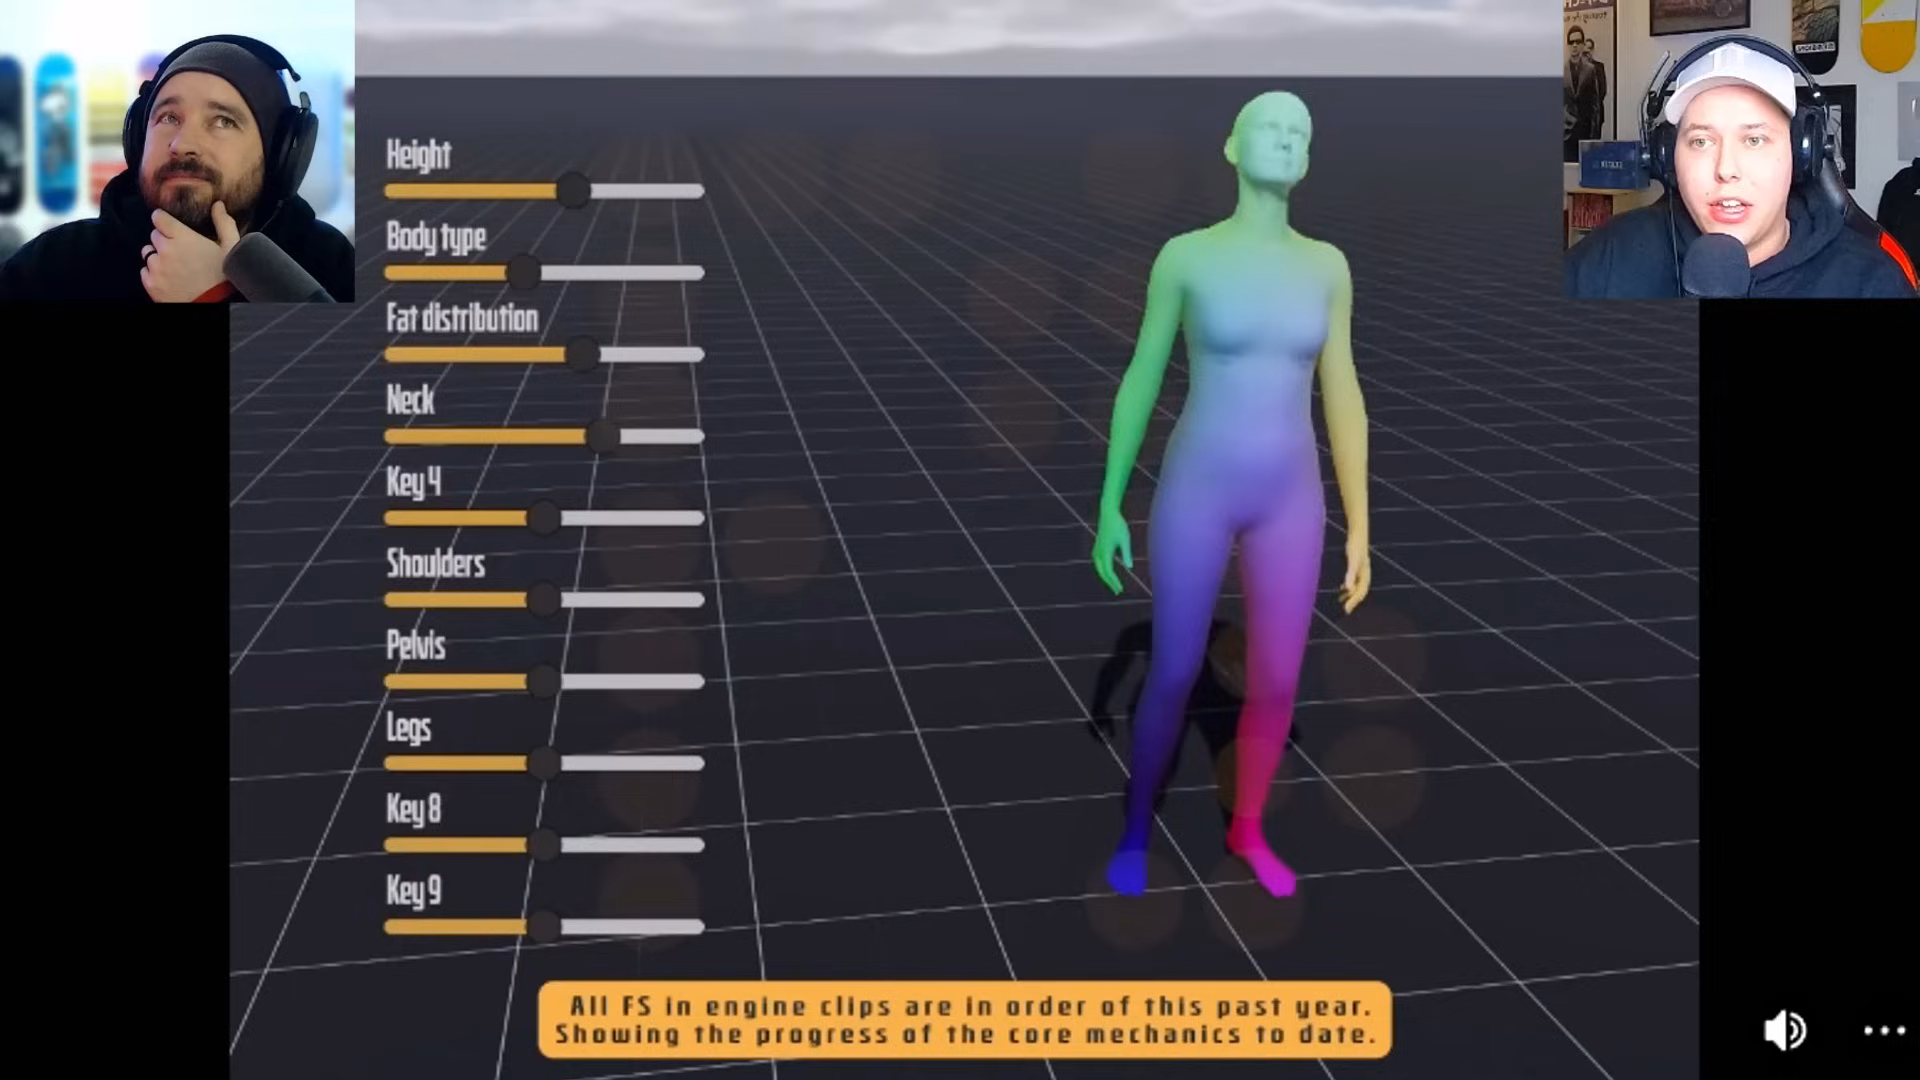 Height
Body type
Fat distribution
Neck
Key 4
Shoulders
Pelvis
Legs
Key 8
Key 9
All FS in engine clips are in order of this past year.
Showing the progress of the core mechanics to date.